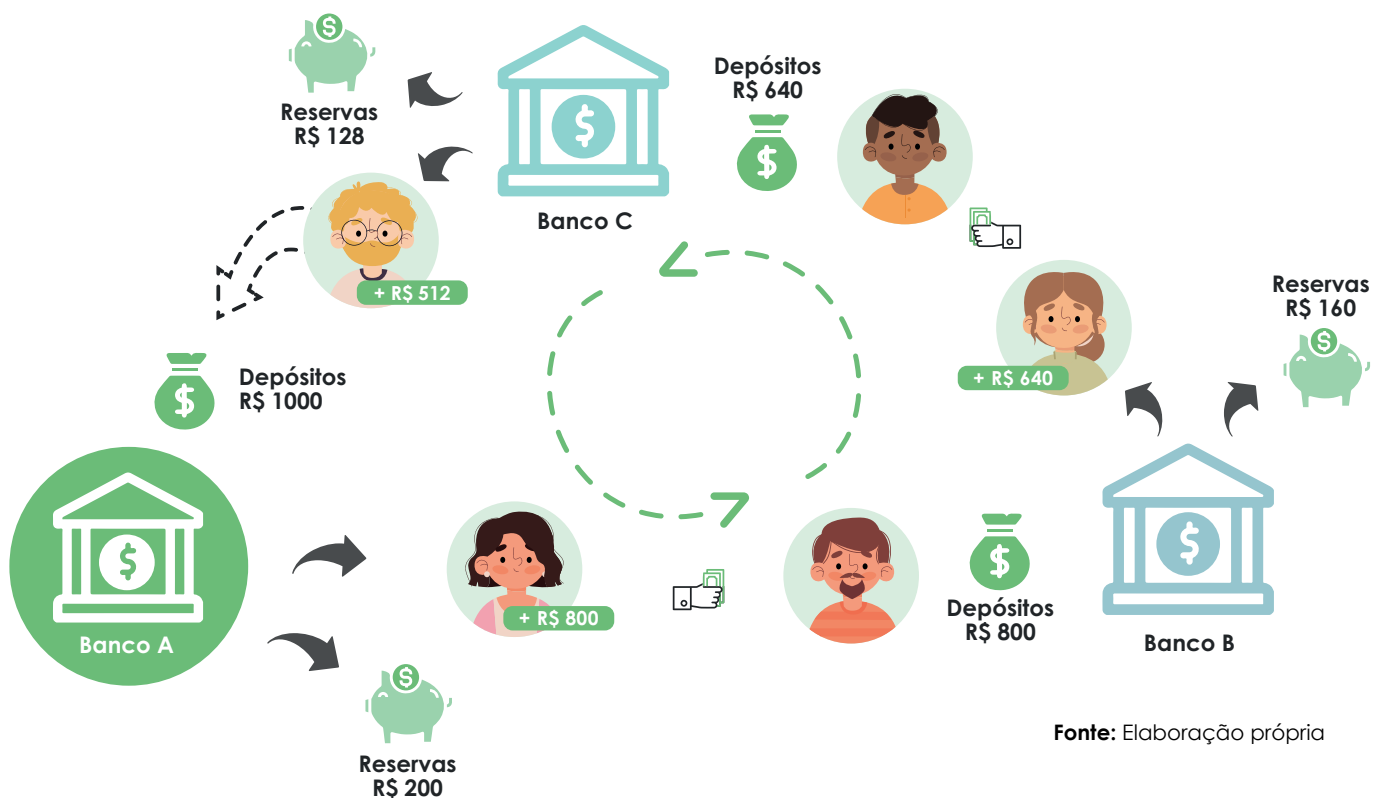 Reservas
R$ 128
Banco C
Depósitos
R$ 640
+ R$ 512
Depósitos
R$ 1000
Banco A
+ R$ 800
Reservas
R$ 200
Depósitos
R$ 800
Banco B
+ R$ 640
Reservas
R$ 160
Fonte: Elaboração própria